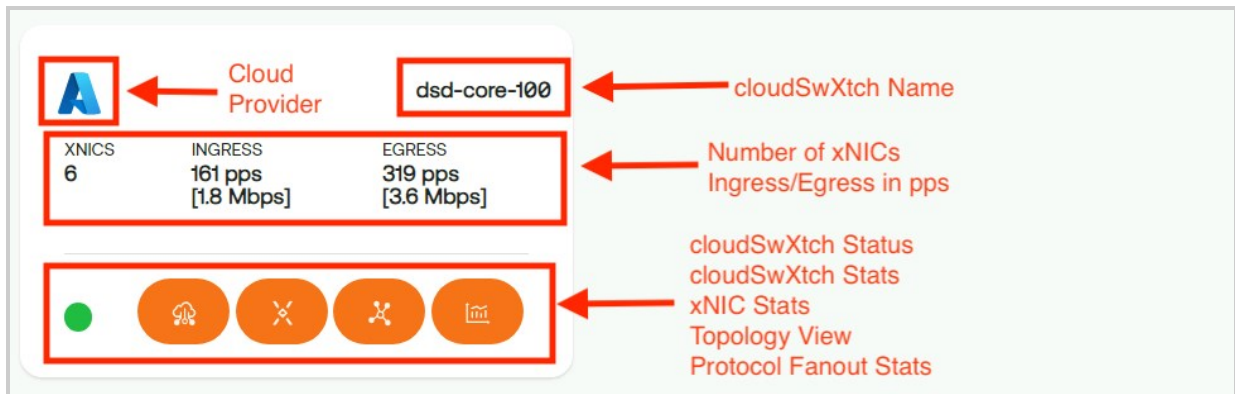 Cloud
Provider
dsd-core-100
cloudSwXtch Name
XNICS INGRESS EGRESS
6 161 pps 319 pps
[1.8 Mbps] [3.6 Mbps]
Number of xNICs
Ingress/Egress in pps
cloudSwXtch Status
cloudSwXtch Stats
xNIC Stats
Topology View
Protocol Fanout Stats